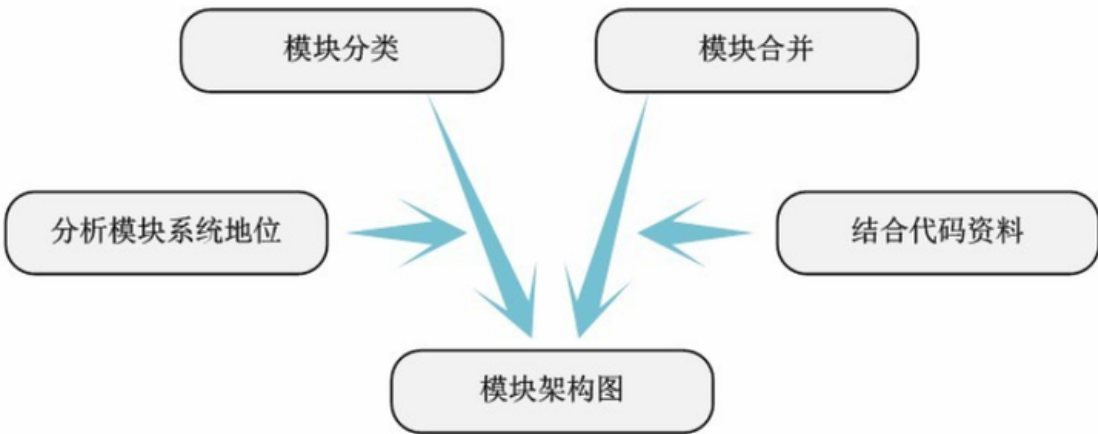 模块分类
模块合并
分析模块系统地位
结合代码资料
模块架构图